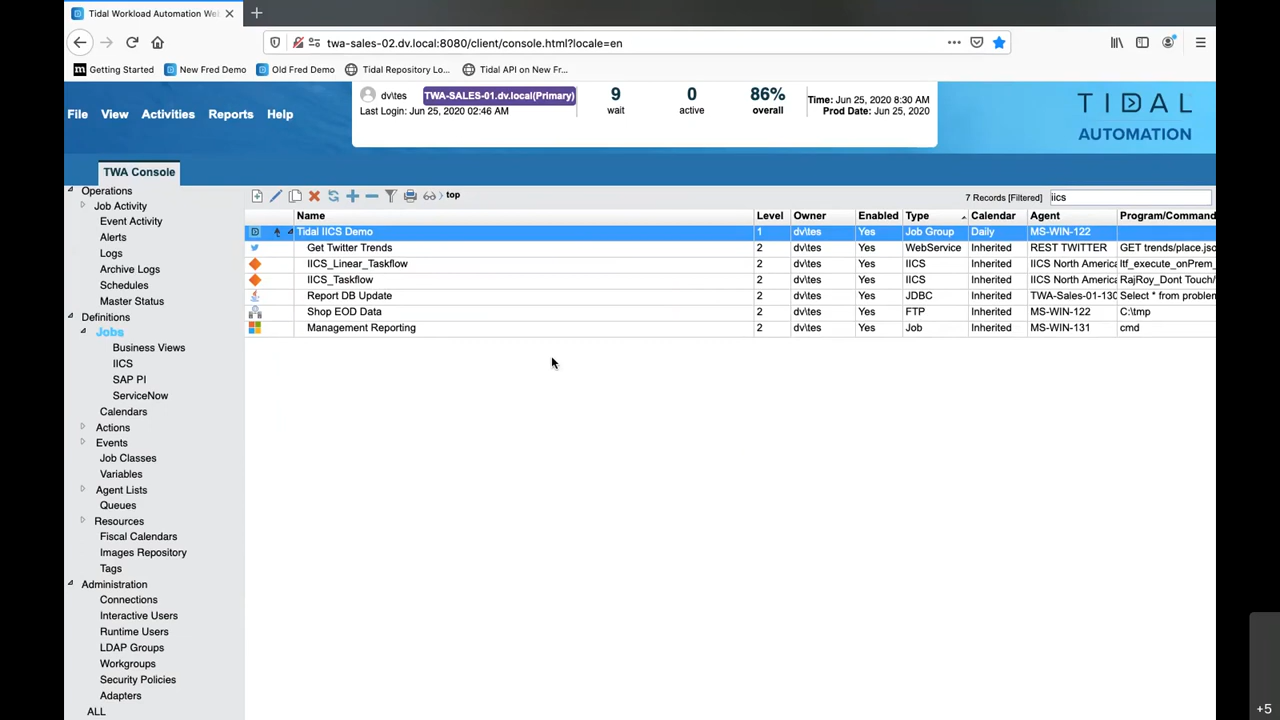 Tidal Workload Automation We
twa-sales-02.dv.local:8080/client/console.html?locale=en
Getting Started New Fred Demo Old Fred Demo Tidal Repository Lo... Tidal API on New Fr...
File View Activities Reports Help
dv\tes TWA-SALES-01.dv.local(Primary)
Last Login: Jun 25, 2020 02:46 AM
9 wait
0 active
86% overall
Time: Jun 25, 2020 8:30 AM
Prod Date: Jun 25, 2020
TIDAL
AUTOMATION
TWA Console
Operations
Job Activity
Event Activity
Alerts
Logs
Archive Logs
Schedules
Master Status
Definitions
Jobs
Business Views
IICS
SAP PI
ServiceNow
Calendars
Actions
Events
Job Classes
Variables
Agent Lists
Queues
Resources
Fiscal Calendars
Images Repository
Tags
Administration
Connections
Interactive Users
Runtime Users
LDAP Groups
Workgroups
Security Policies
Adapters
ALL
top 7 Records [Filtered] iics
Name Level Owner Enabled Type Calendar Agent Program/Command
Tidal IICS Demo 1 dv\tes Yes Job Group Daily MS-WIN-122
Get Twitter Trends 2 dv\tes Yes WebService Inherited REST TWITTER GET trends/place.jsc
IICS_Linear_Taskflow 2 dv\tes Yes IICS Inherited IICS North America ltf_execute_onPrem_
IICS_Taskflow 2 dv\tes Yes IICS Inherited IICS North America RajRoy_Dont Touch/
Report DB Update 2 dv\tes Yes JDBC Inherited TWA-Sales-01-130 Select * from problem
Shop EOD Data 2 dv\tes Yes FTP Inherited MS-WIN-122 C:\tmp
Management Reporting 2 dv\tes Yes Job Inherited MS-WIN-131 cmd
+5